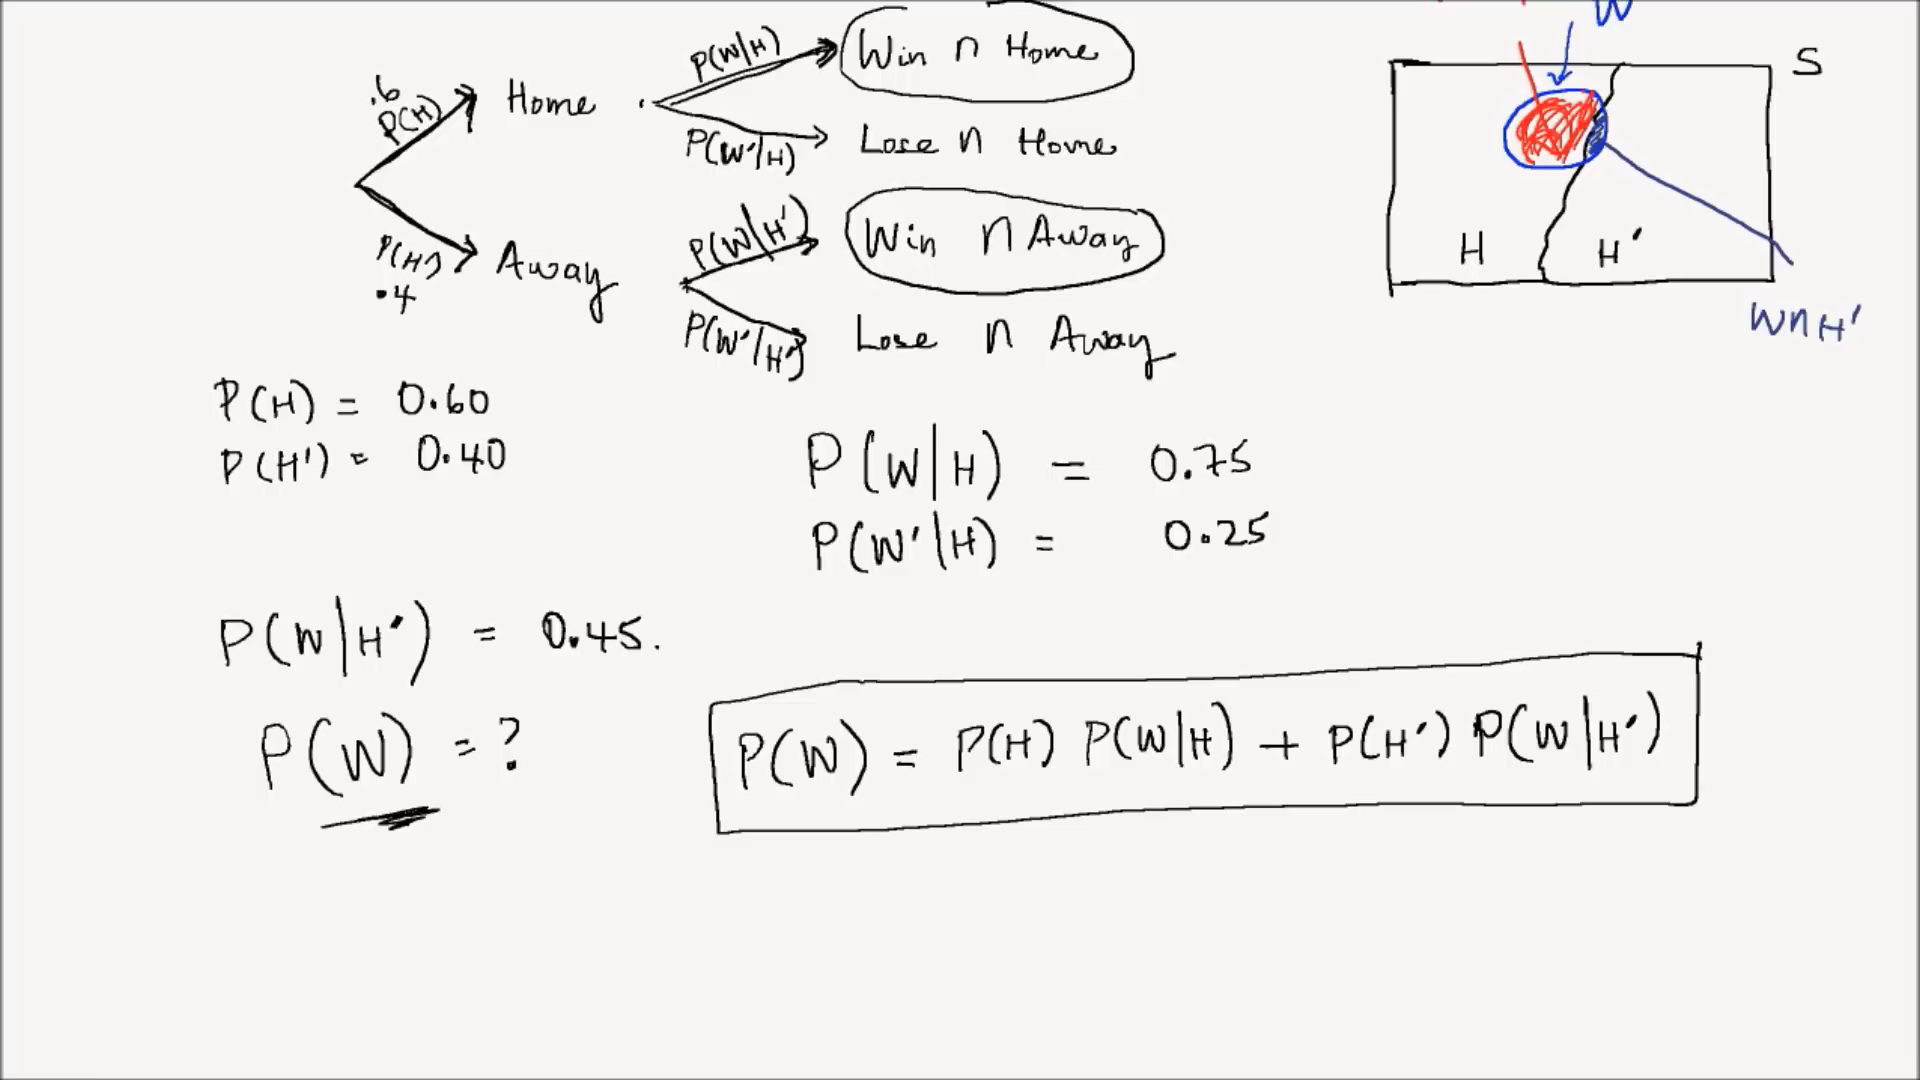 W
P(W|H)
Win ∩ Home
S
.6
P(H)
Home
P(W'|H)
Lose ∩ Home
P(H')
.4
Away
P(W|H')
Win ∩ Away
H
H'
P(W'|H')
Lose ∩ Away
W∩H'
P(H) = 0.60
P(H') = 0.40
P(W|H) = 0.75
P(W'|H) = 0.25
P(W|H') = 0.45.
P(W) = ?
P(W) = P(H) P(W|H) + P(H') P(W|H')